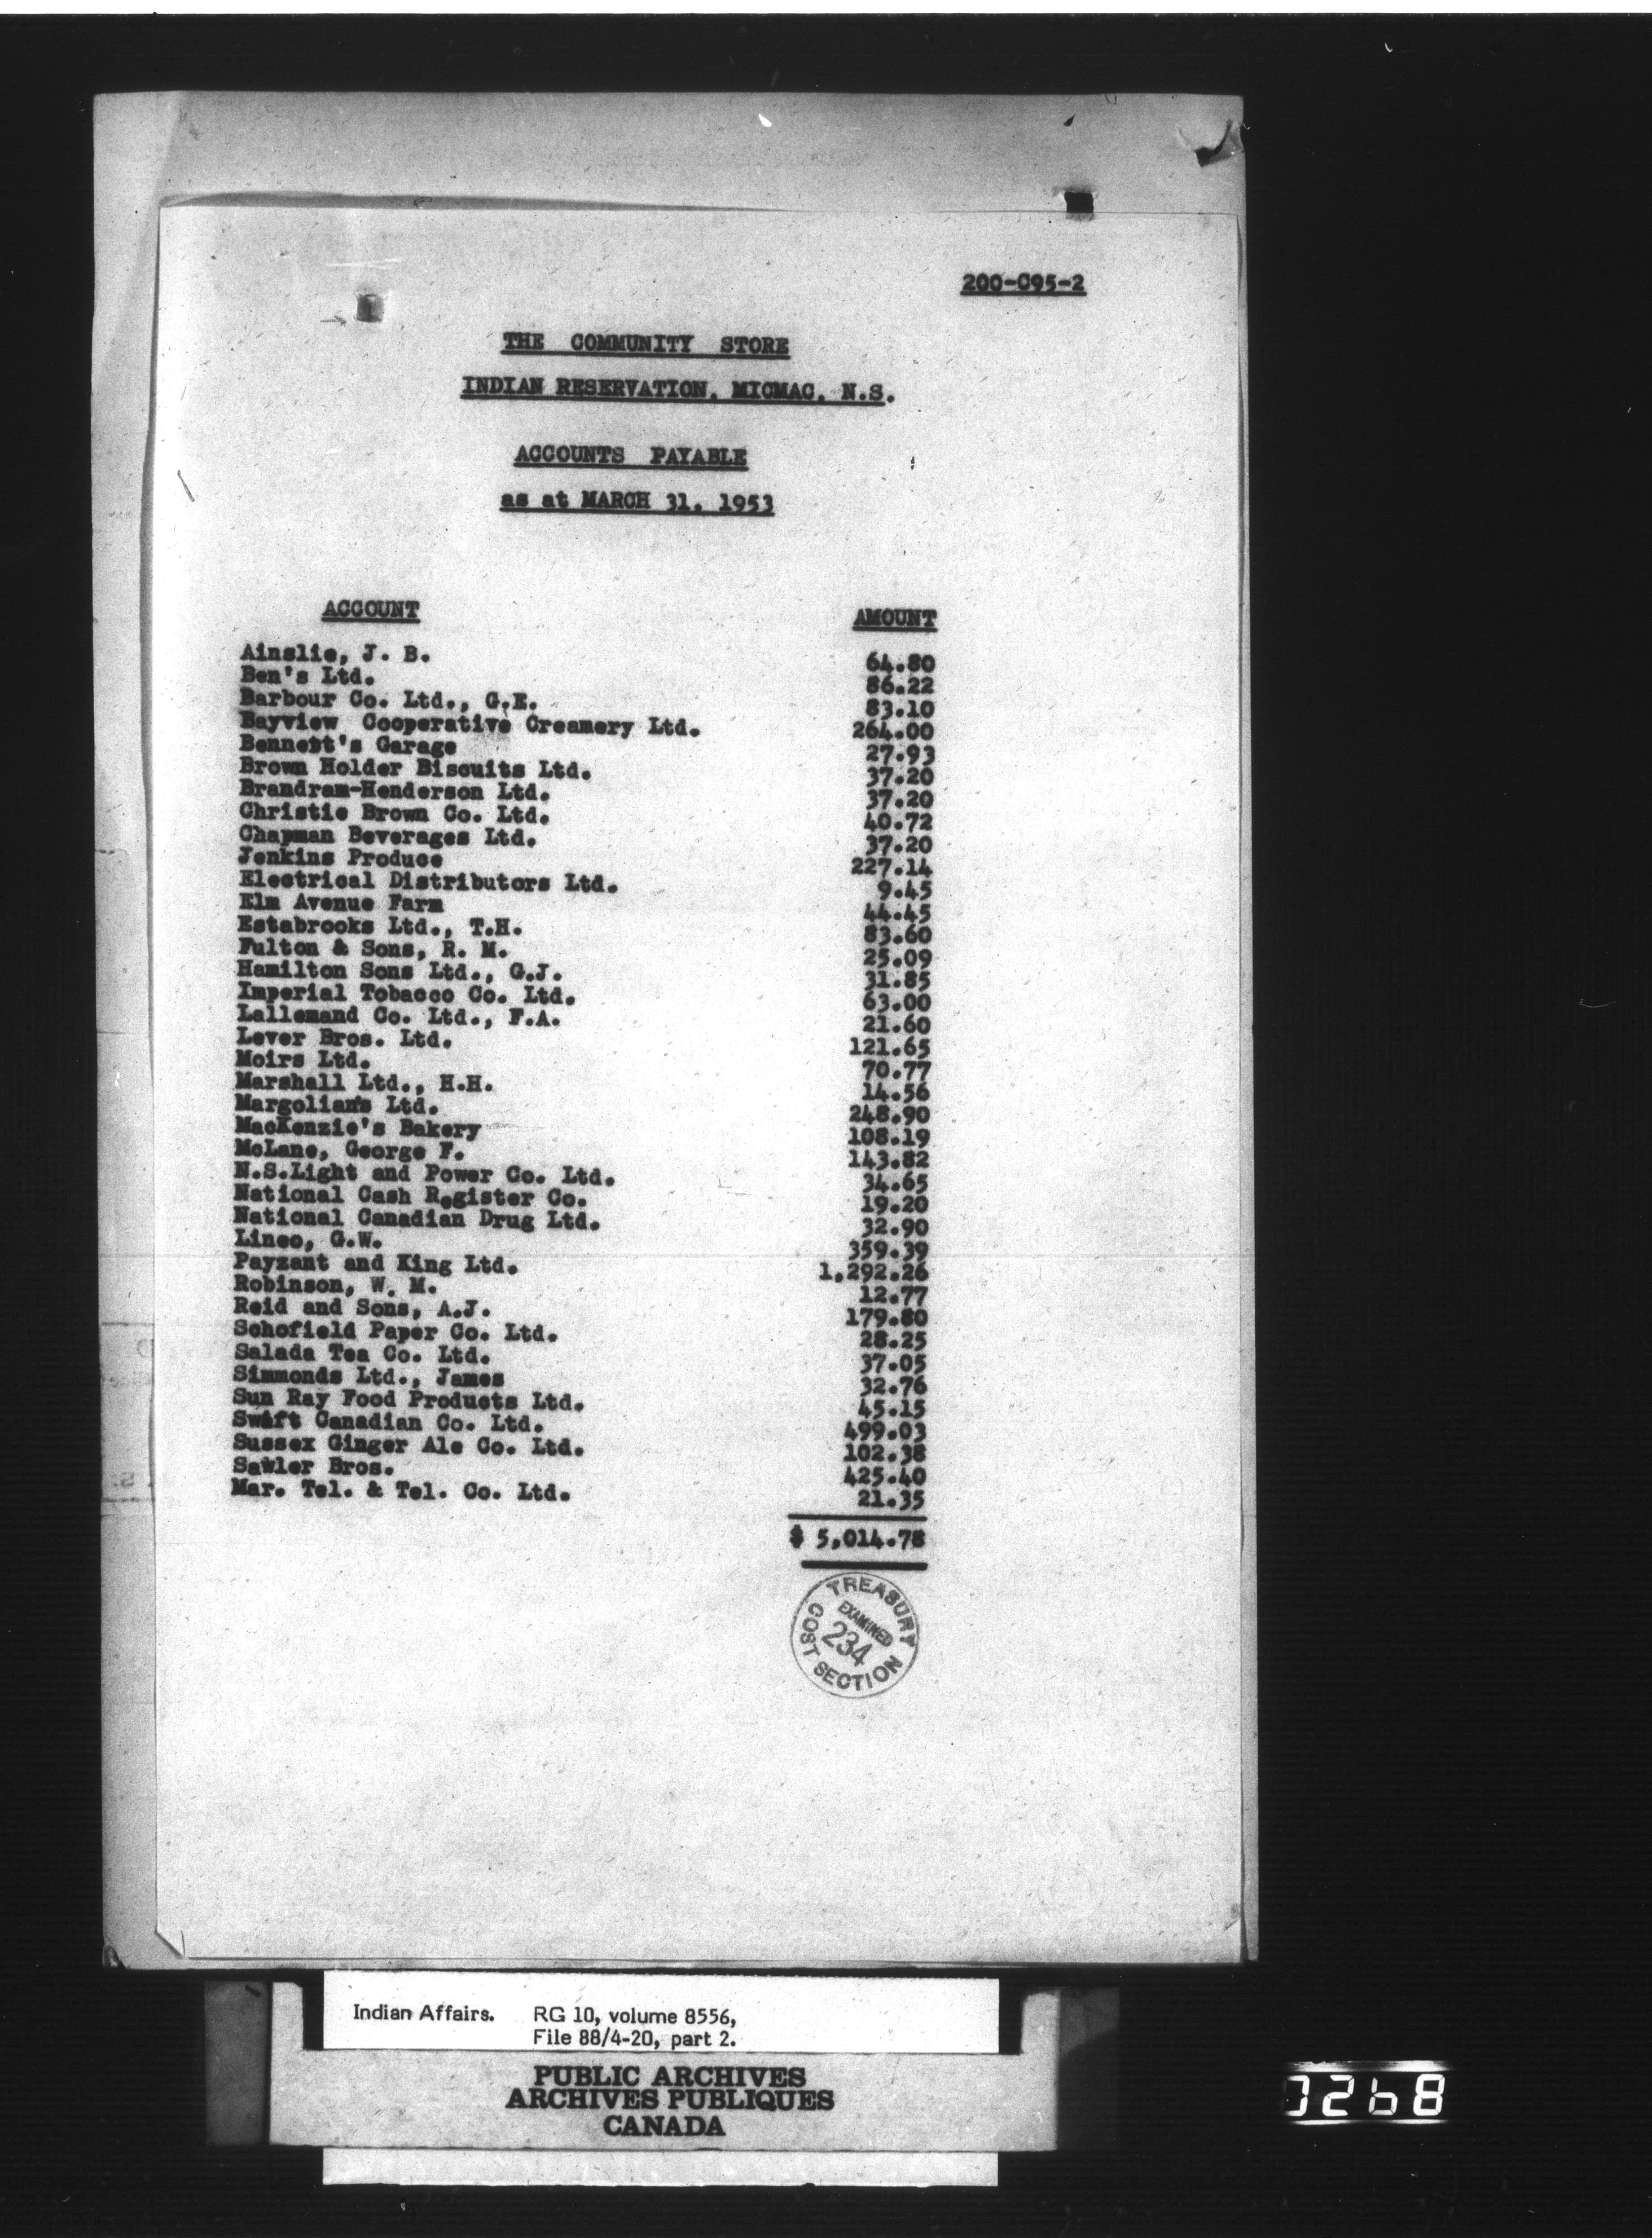 200-C95-2
THE COMMUNITY STORE
INDIAN RESERVATION, MICMAC, N.S.
ACCOUNTS PAYABLE
as at MARCH 31, 1953
ACCOUNT AMOUNT
Ainslie, J. B. 64.80
Ben's Ltd. 86.22
Barbour Co. Ltd., G.E. 83.10
Bayview Cooperative Creamery Ltd. 264.00
Bennett's Garage 27.93
Brown Holder Biscuits Ltd. 37.20
Brandram-Henderson Ltd. 37.20
Christie Brown Co. Ltd. 40.72
Chapman Beverages Ltd. 37.20
Jenkins Produce 227.14
Electrical Distributors Ltd. 9.45
Elm Avenue Farm 44.45
Estabrooks Ltd., T.H. 83.60
Fulton & Sons, R. M. 25.09
Hamilton Sons Ltd., G.J. 31.85
Imperial Tobacco Co. Ltd. 63.00
Lallemand Co. Ltd., F.A. 21.60
Lever Bros. Ltd. 121.65
Moirs Ltd. 70.77
Marshall Ltd., H.H. 14.56
Margolian's Ltd. 248.90
MacKenzie's Bakery 108.19
McLane, George F. 143.82
N.S.Light and Power Co. Ltd. 34.65
National Cash Register Co. 19.20
National Canadian Drug Ltd. 32.90
Lineo, G.W. 359.39
Payzant and King Ltd. 1,292.26
Robinson, W. M. 12.77
Reid and Sons, A.J. 179.80
Schofield Paper Co. Ltd. 28.25
Salada Tea Co. Ltd. 37.05
Simmonds Ltd., James 32.76
Sun Ray Food Products Ltd. 45.15
Swift Canadian Co. Ltd. 499.03
Sussex Ginger Ale Co. Ltd. 102.38
Sawler Bros. 425.40
Mar. Tel. & Tel. Co. Ltd. 21.35
$ 5,014.78
TREASURY
EXAMINED
234
COST SECTION
Indian Affairs. RG 10, volume 8556,
File 88/4-20, part 2.
PUBLIC ARCHIVES
ARCHIVES PUBLIQUES
CANADA
0268